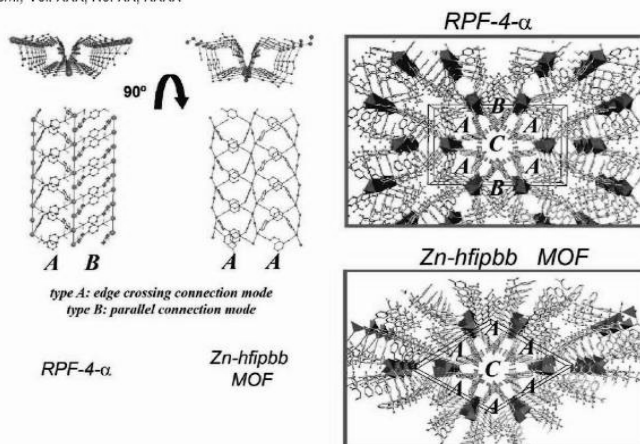 RPF-4-α
90º
B
A A
C
A A
B
A B
A A
type A: edge crossing connection mode
type B: parallel connection mode
RPF-4-α
Zn-hfipbb
MOF
Zn-hfipbb MOF
A
A A
C
A A
A